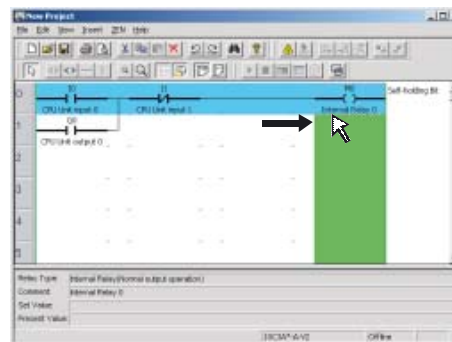 New Project
File Edit View Insert ZEN Help
0
I0
I1
M0
Self-holding Bit
CPU Unit input 0
CPU Unit input 1
Internal Relay 0
1
Q0
CPU Unit output 0
2
3
4
5
Relay Type Internal Relay(Normal output operation)
Comment Internal Relay 0
Set Value
Present Value
Offline